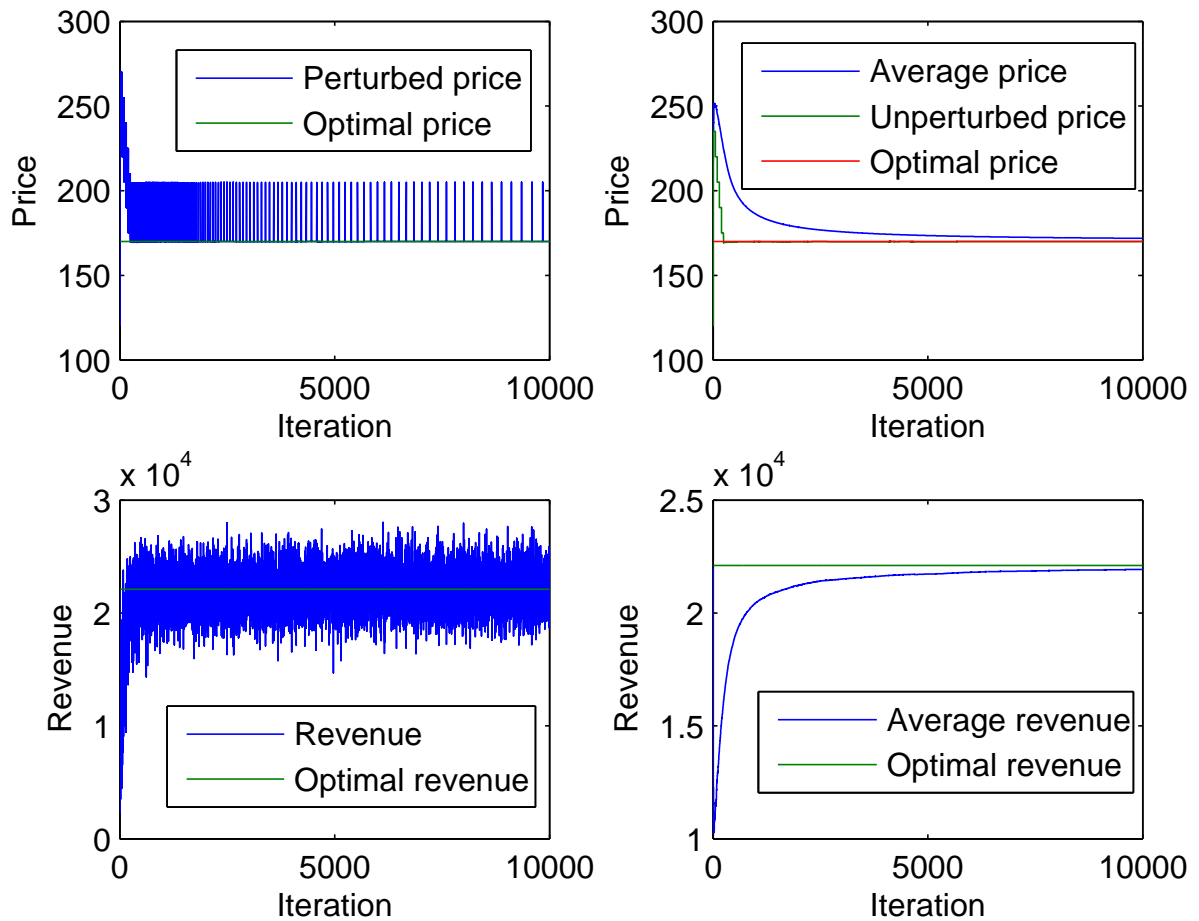 300
250
200
150
100
Price
Perturbed price
Optimal price
0
5000
10000
Iteration
300
250
200
150
100
Price
Average price
Unperturbed price
Optimal price
0
5000
10000
Iteration
x 10^4
3
2
1
0
Revenue
Revenue
Optimal revenue
0
5000
10000
Iteration
x 10^4
2.5
2
1.5
1
Revenue
Average revenue
Optimal revenue
0
5000
10000
Iteration